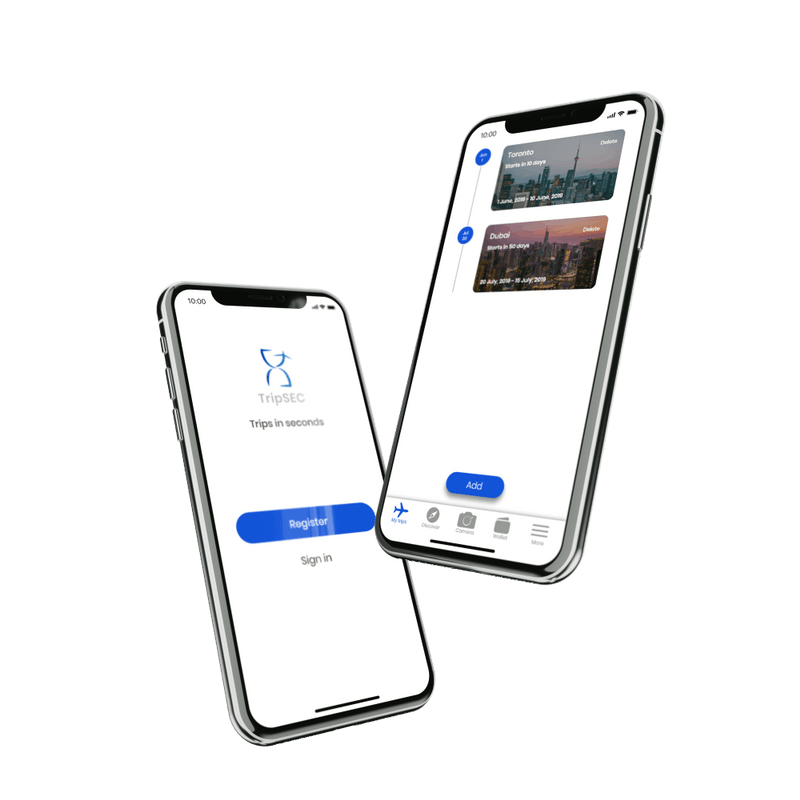 10:00
TripSEC
Trips in seconds
Register
Sign in
10:00
Jun
1
Toronto
Delete
Starts in 10 days
1 June, 2019 - 10 June, 2019
Jul
20
Dubai
Delete
Starts in 50 days
20 July, 2019 - 15 July, 2019
Add
My trips
Discover
Camera
Wallet
More